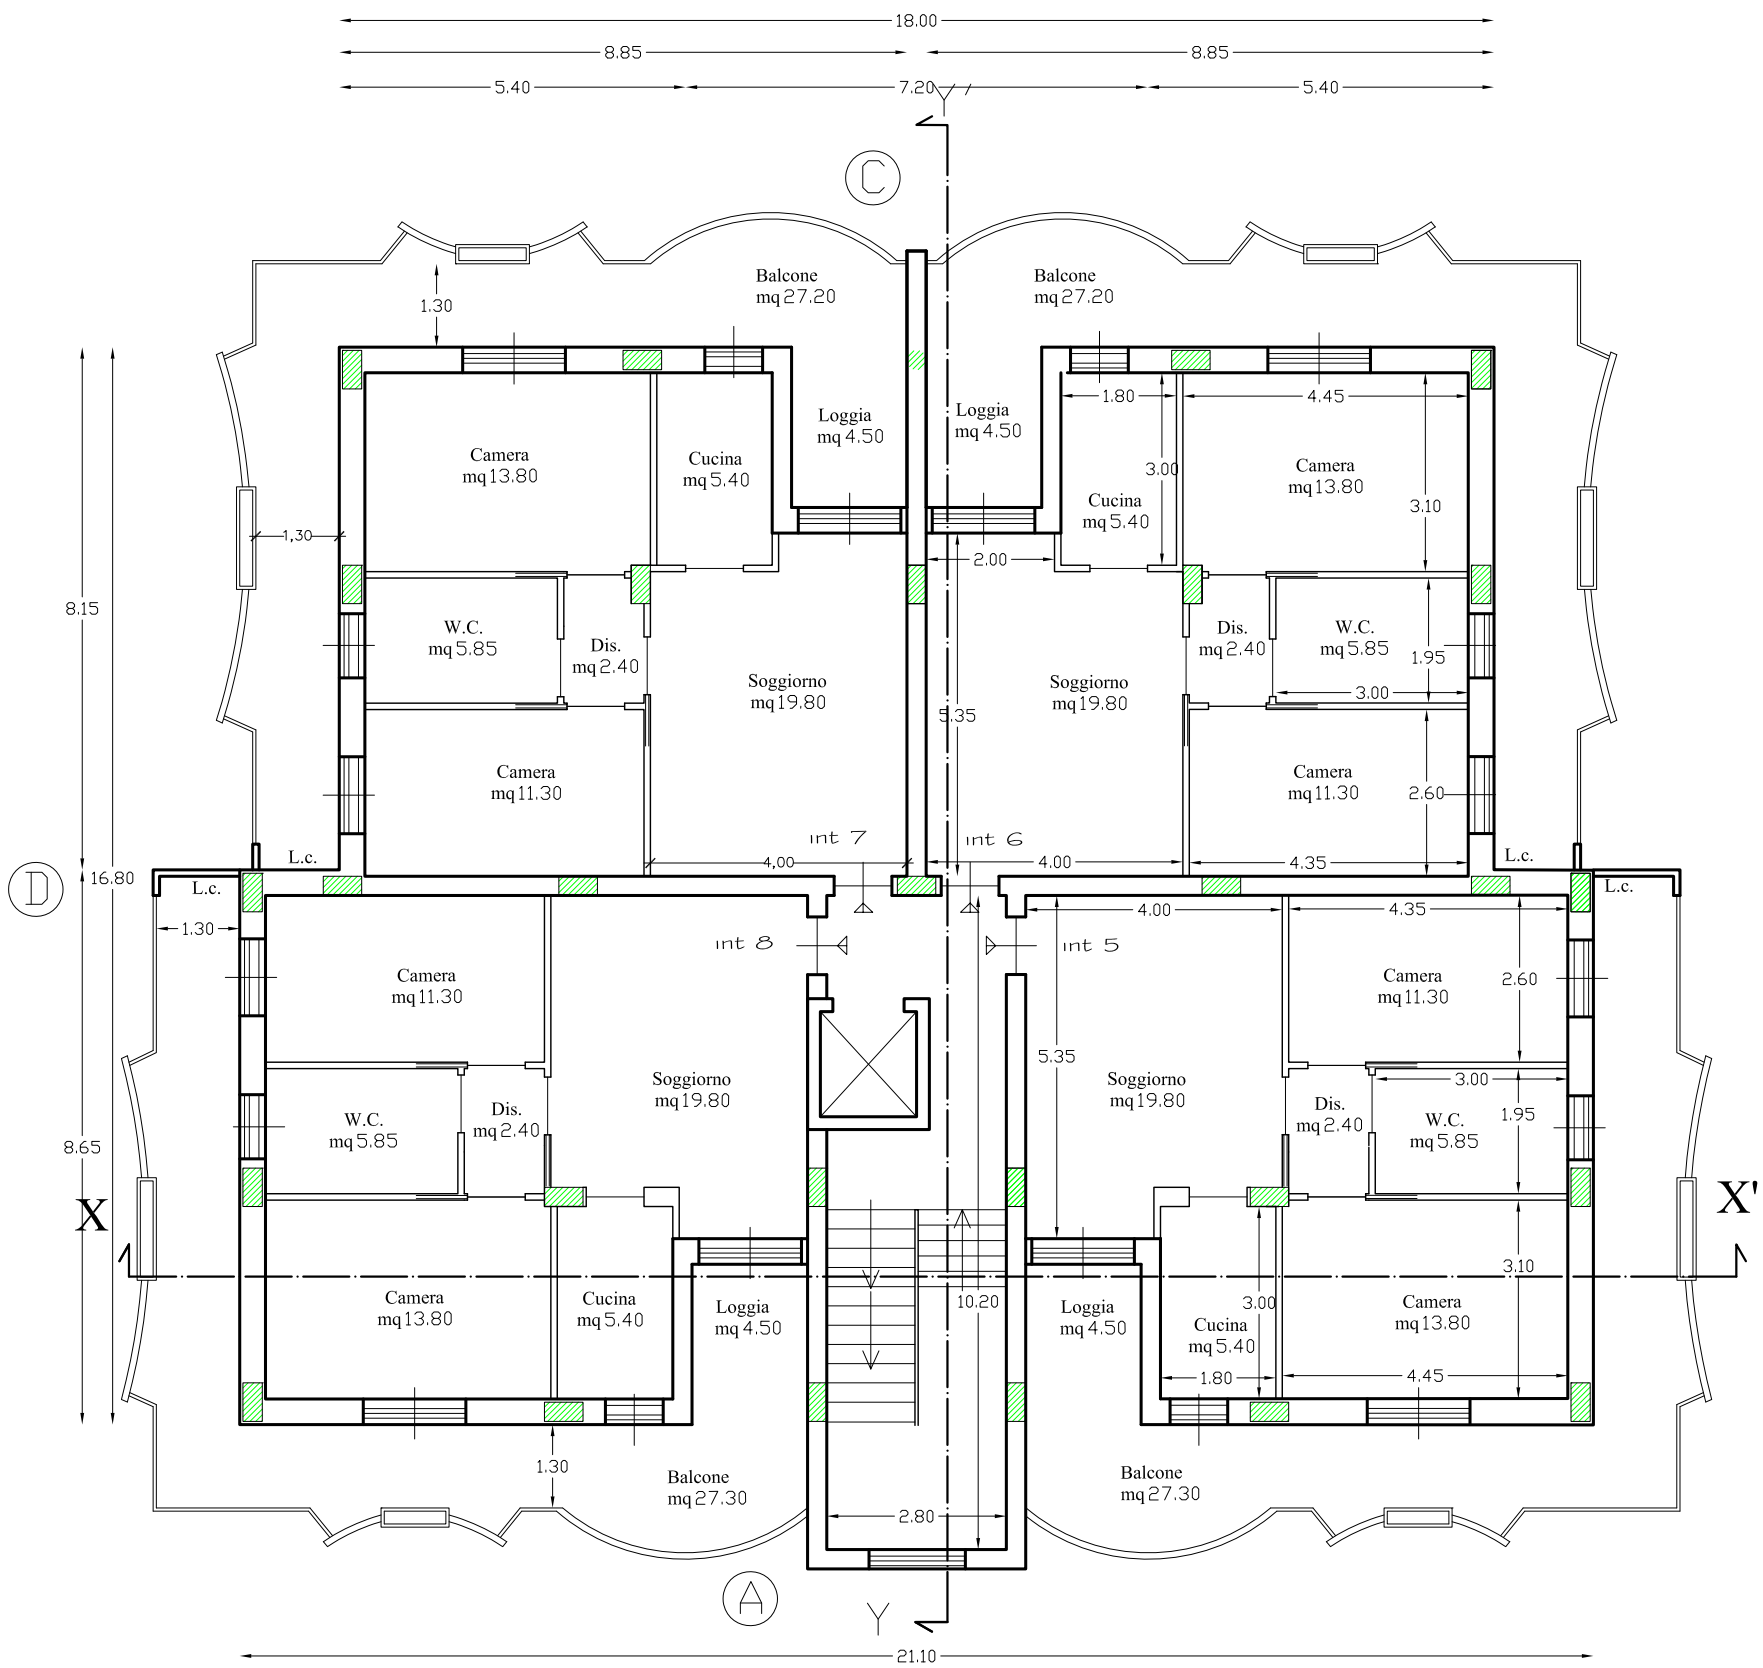 18.00
8.85 8.85
5.40 7.20 5.40
Y'
C
Balcone
mq 27.20
Balcone
mq 27.20
1.30
Loggia
mq 4.50
Loggia
mq 4.50
1.80
4.45
Camera
mq 13.80
Cucina
mq 5.40
3.00
Cucina
mq 5.40
Camera
mq 13.80
3.10
1,30
2.00
8.15
W.C.
mq 5.85
Dis.
mq 2.40
Soggiorno
mq 19.80
Soggiorno
mq 19.80
Dis.
mq 2.40
W.C.
mq 5.85
1.95
3.00
5.35
Camera
mq 11.30
Camera
mq 11.30
2.60
int 7
int 6
4,00
4.00
4.35
L.c.
L.c.
16.80
D
L.c.
L.c.
1.30
4.00
4.35
int 8
int 5
Camera
mq 11.30
Camera
mq 11.30
2.60
5.35
Soggiorno
mq 19.80
Soggiorno
mq 19.80
3.00
W.C.
mq 5.85
Dis.
mq 2.40
Dis.
mq 2.40
W.C.
mq 5.85
1.95
8.65
X
X'
3.10
Camera
mq 13.80
Cucina
mq 5.40
Loggia
mq 4.50
10.20
Loggia
mq 4.50
3.00
Cucina
mq 5.40
Camera
mq 13.80
1.80
4.45
1.30
Balcone
mq 27.30
Balcone
mq 27.30
2.80
A
Y
21.10